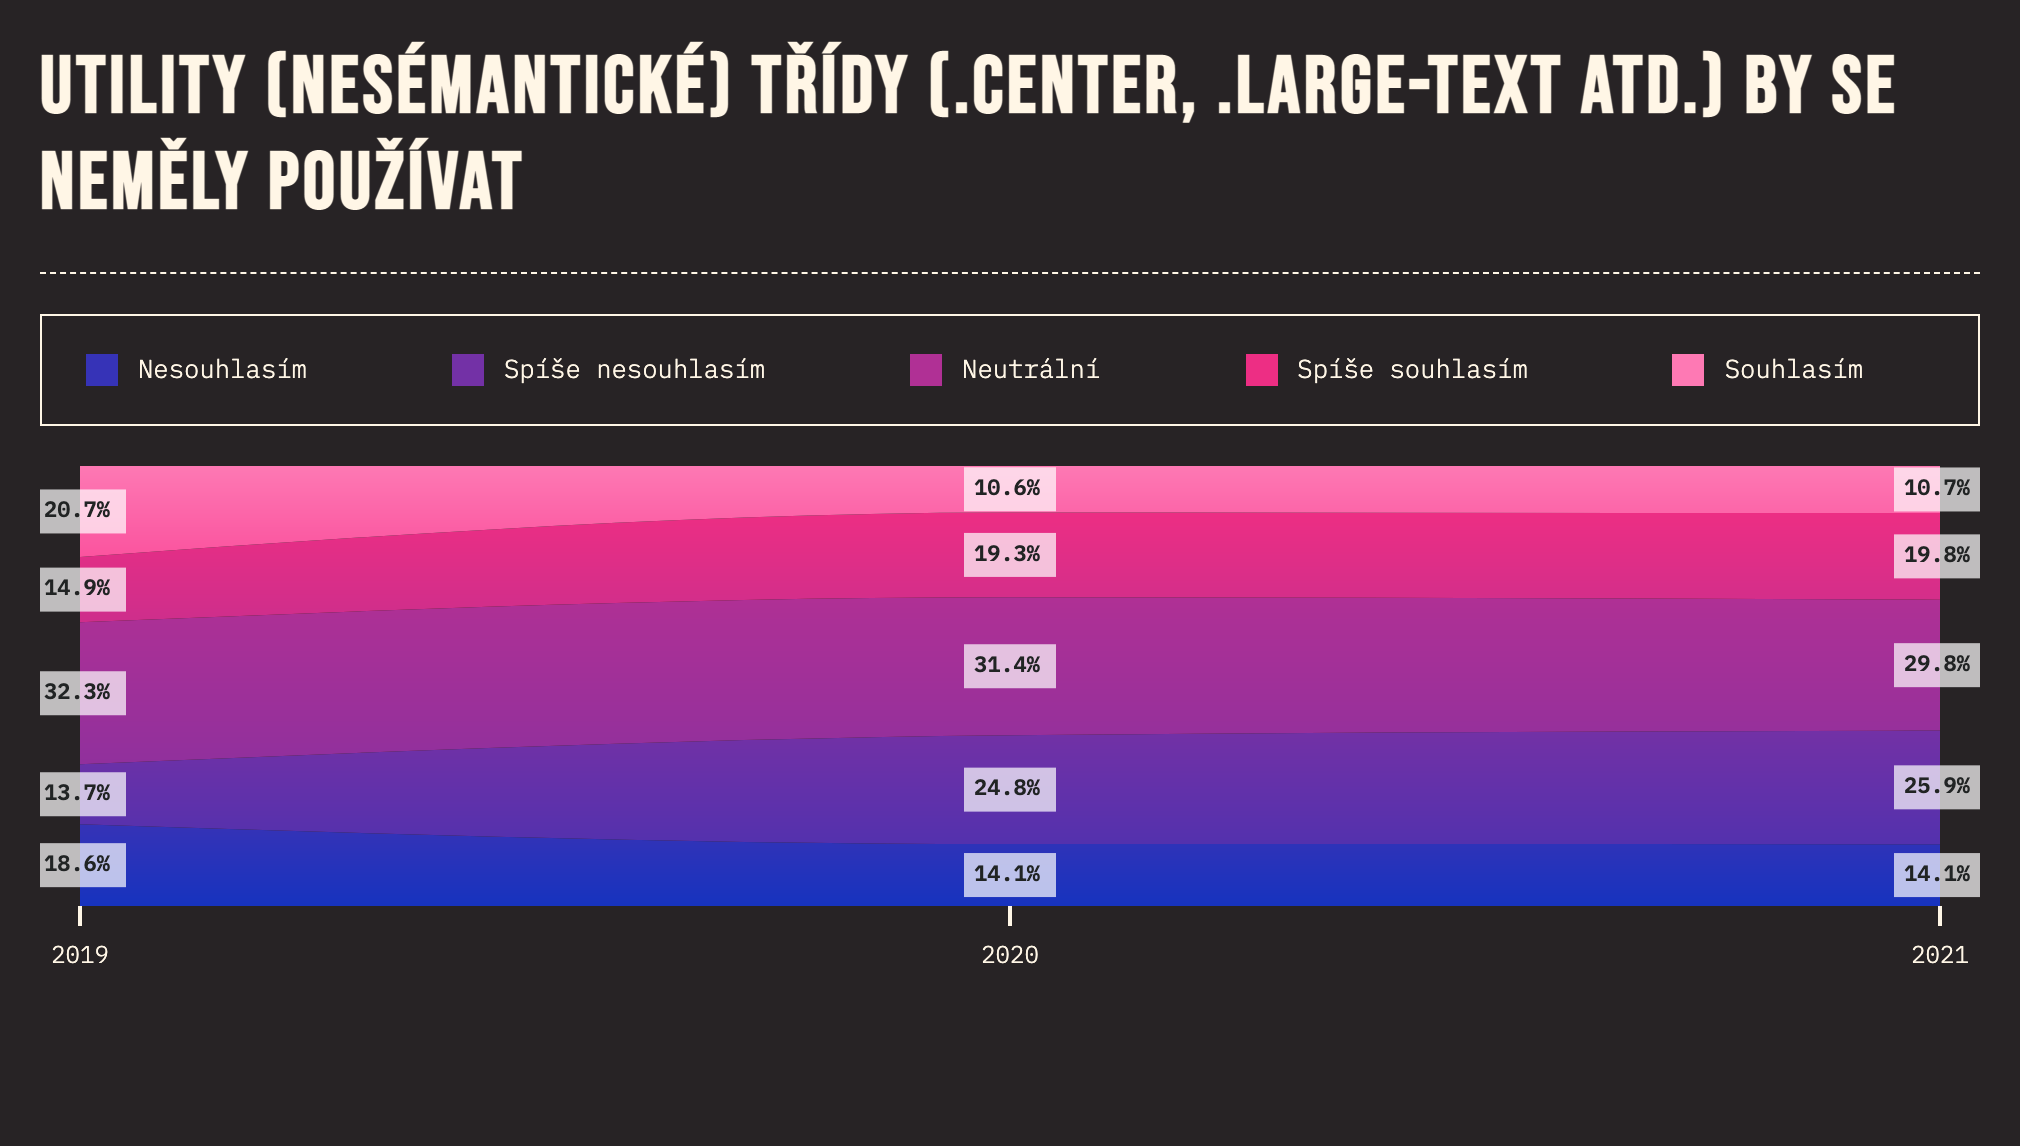 UTILITY (NESÉMANTICKÉ) TŘÍDY (.CENTER, .LARGE-TEXT ATD.) BY SE
NEMĚLY POUŽÍVAT
Nesouhlasím Spíše nesouhlasím Neutrální Spíše souhlasím Souhlasím
20.7% 10.6% 10.7%
14.9% 19.3% 19.8%
32.3% 31.4% 29.8%
13.7% 24.8% 25.9%
18.6% 14.1% 14.1%
2019 2020 2021